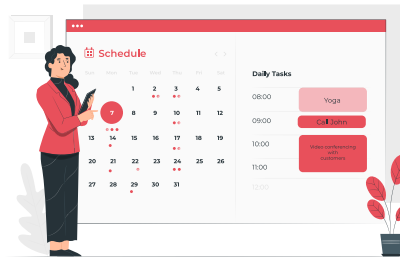 Schedule
Sun Mon Tue Wed Thu Fri Sat
1 2 3 4 5
7 8 9 10 11 12
13 14 15 16 17 18 19
20 21 22 23 24 25 26
27 28 29 30 31
Daily Tasks
08:00
Yoga
09:00
Call John
10:00
Video conferencing
with
customers
11:00
12:00